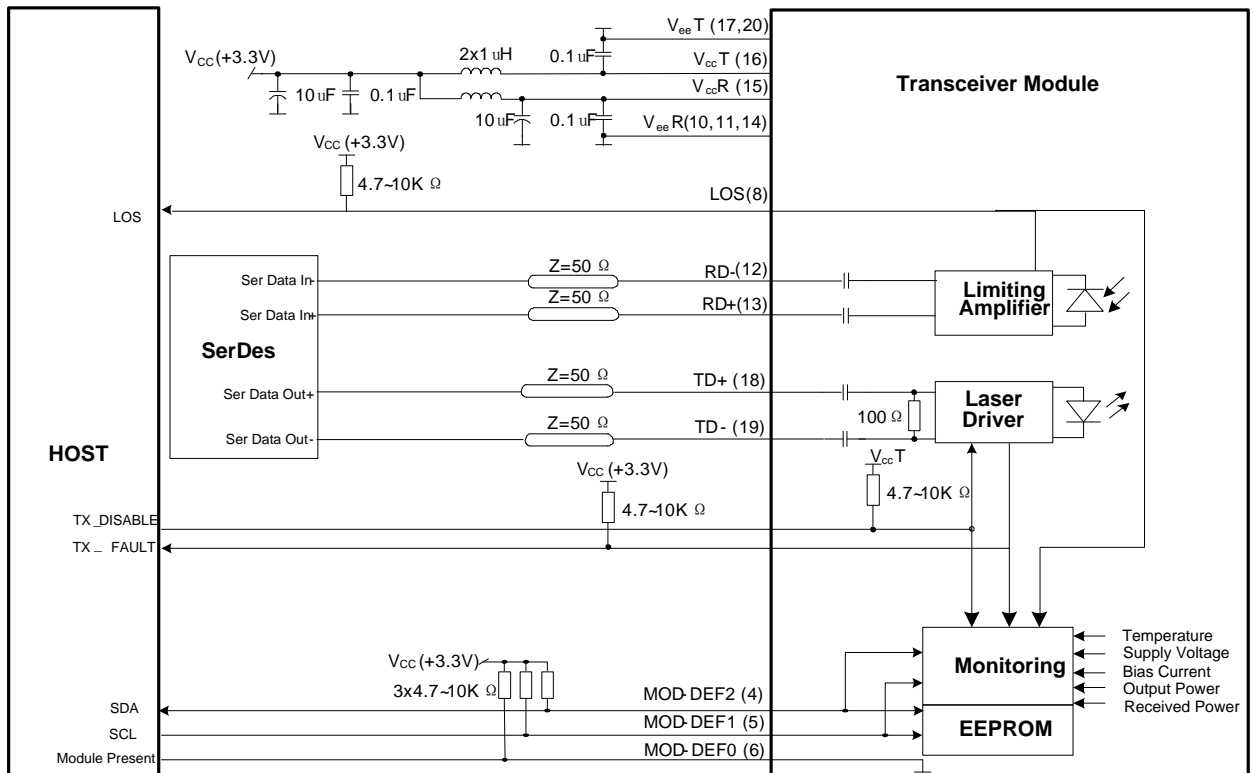 VeeT (17,20)
2x1 uH
0.1 uF
VCC (+3.3V)
VccT (16)
VccR (15)
Transceiver Module
10 uF
0.1 uF
10 uF
0.1 uF
VeeR(10,11,14)
VCC (+3.3V)
4.7~10K Ω
LOS(8)
LOS
Z=50 Ω
RD-(12)
Ser Data In-
Z=50 Ω
RD+(13)
Ser Data In+
Limiting
Amplifier
SerDes
Z=50 Ω
TD+ (18)
Ser Data Out+
Laser
Driver
100 Ω
Z=50 Ω
TD- (19)
Ser Data Out-
HOST
VCC (+3.3V)
VccT
4.7~10K Ω
4.7~10K Ω
TX_DISABLE
TX_ FAULT
Temperature
Supply Voltage
VCC (+3.3V)
Monitoring
Bias Current
3x4.7~10K Ω
Output Power
MOD-DEF2 (4)
Received Power
SDA
MOD-DEF1 (5)
EEPROM
SCL
MOD-DEF0 (6)
Module Present